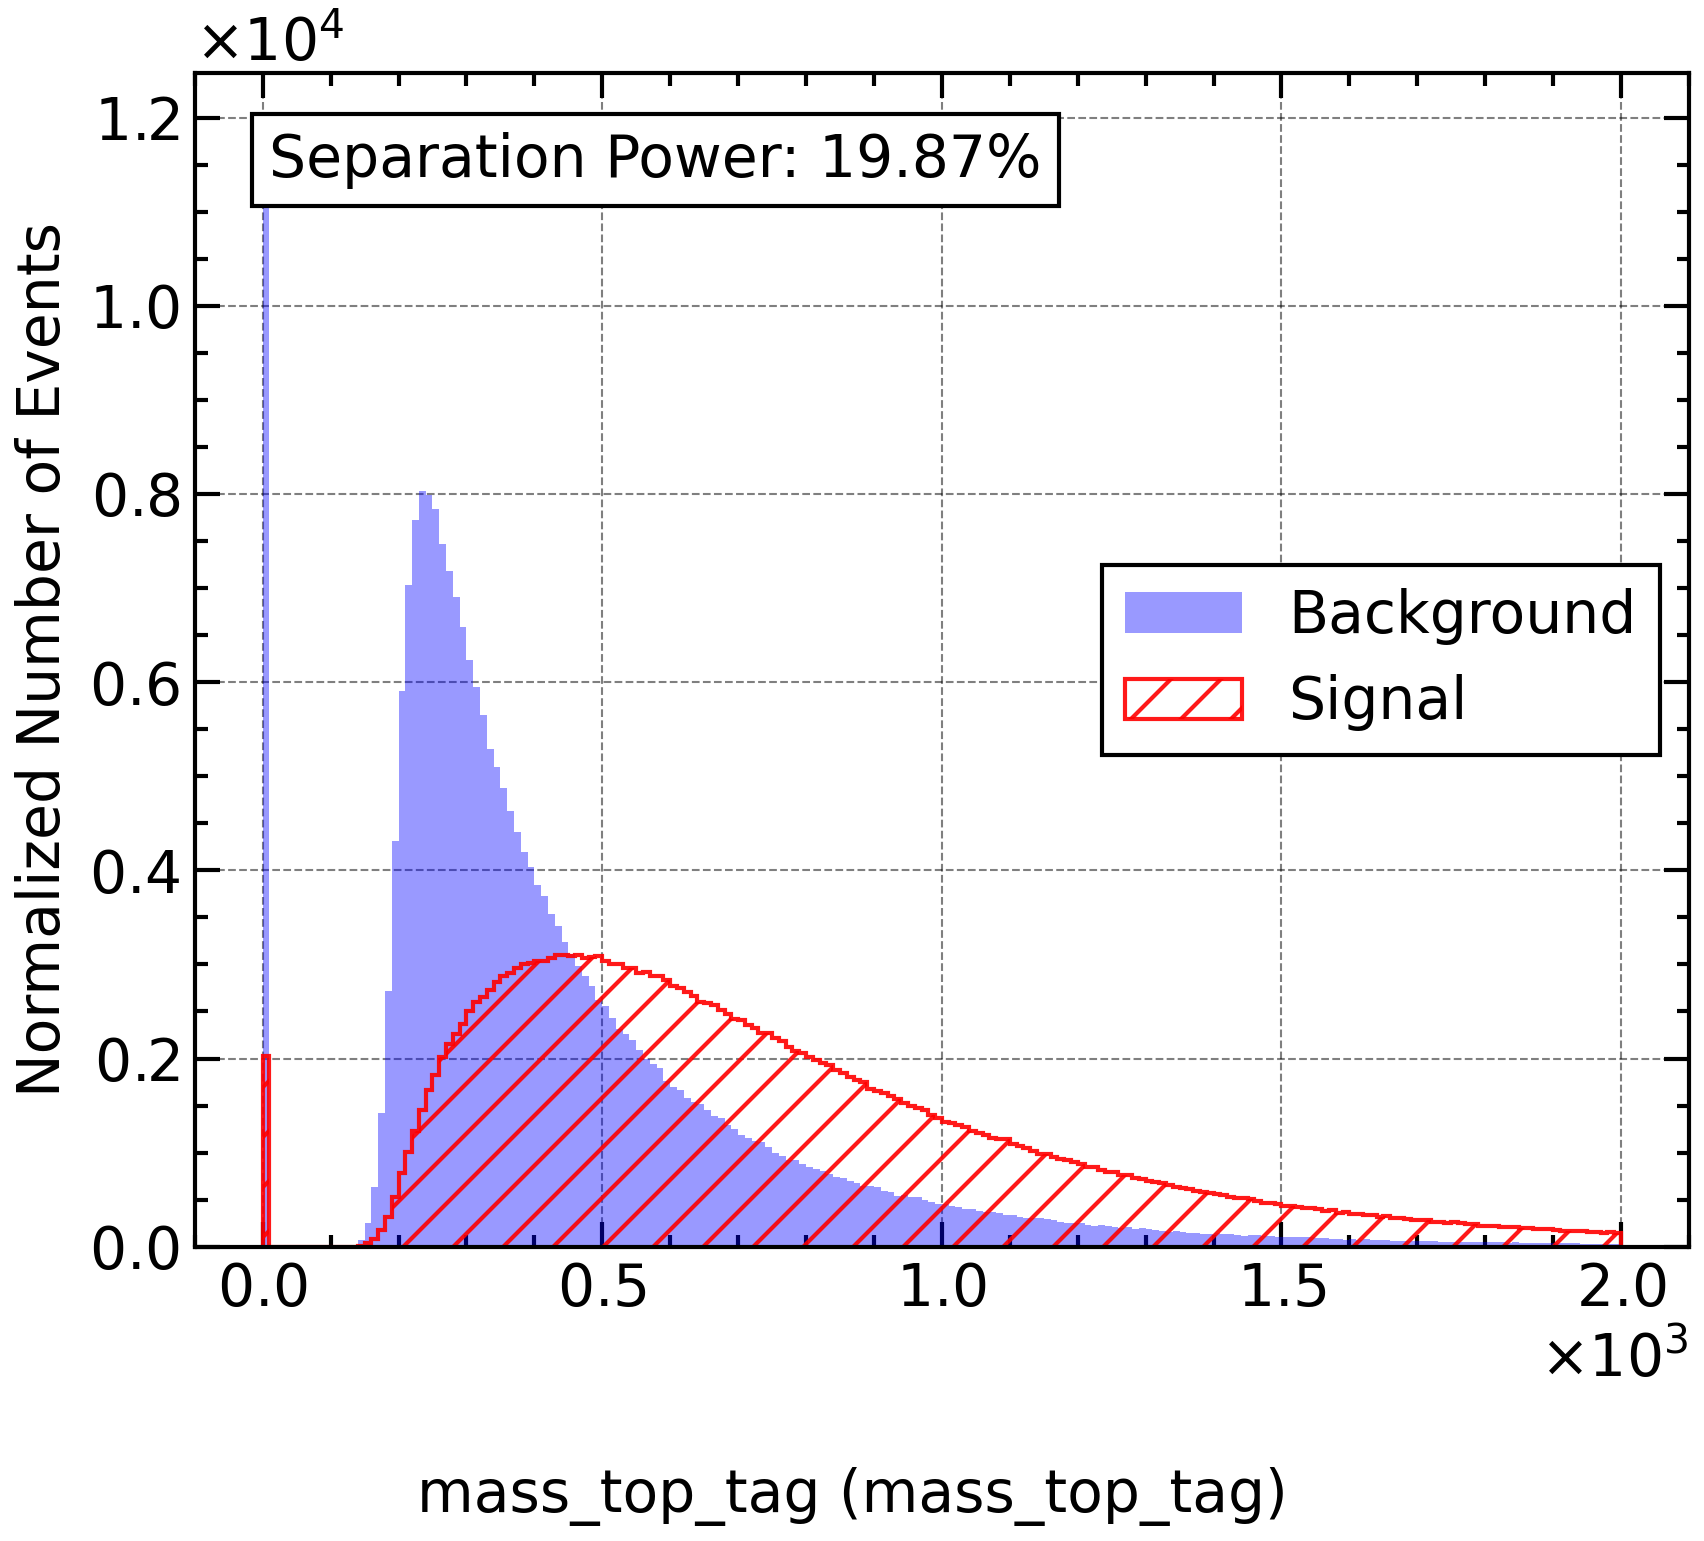 ×10⁴
Separation Power: 19.87%
1.2
1.0
0.8
0.6
0.4
0.2
0.0
Normalized Number of Events
Background
Signal
0.0 0.5 1.0 1.5 2.0
×10³
mass_top_tag (mass_top_tag)